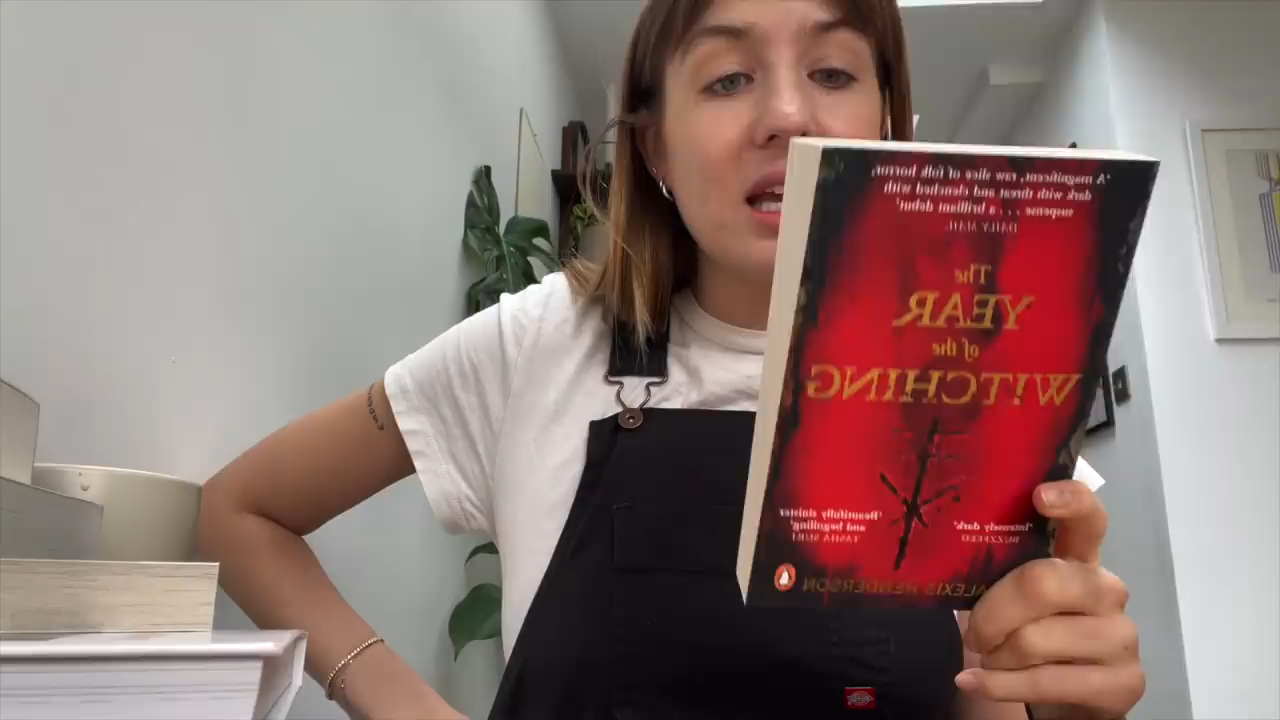 'A magnificent, raw slice of folk horror,
dark with threat and clenched with
suspense . . . a brilliant debut'
DAILY MAIL
The
YEAR
of the
WITCHING
'Intensely dark'
BUZZFEED
'Beautifully sinister
and beguiling'
TASHA SURI
ALEXIS HENDERSON